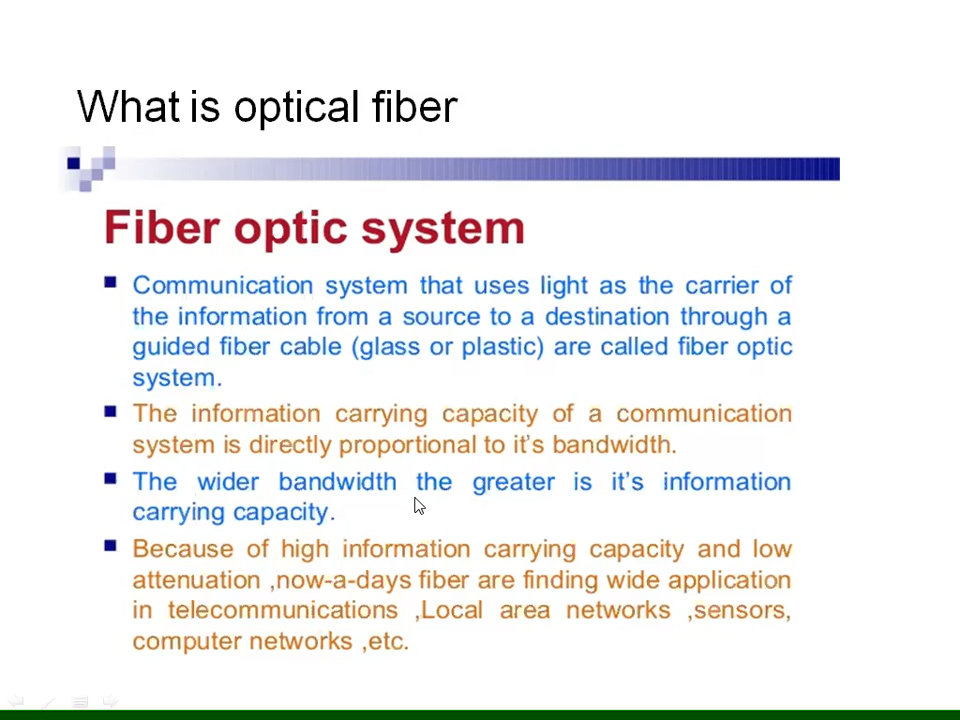 What is optical fiber
Fiber optic system
Communication system that uses light as the carrier of
the information from a source to a destination through a
guided fiber cable (glass or plastic) are called fiber optic
system.
The information carrying capacity of a communication
system is directly proportional to it's bandwidth.
The wider bandwidth the greater is it's information
carrying capacity.
Because of high information carrying capacity and low
attenuation ,now-a-days fiber are finding wide application
in telecommunications ,Local area networks ,sensors,
computer networks ,etc.